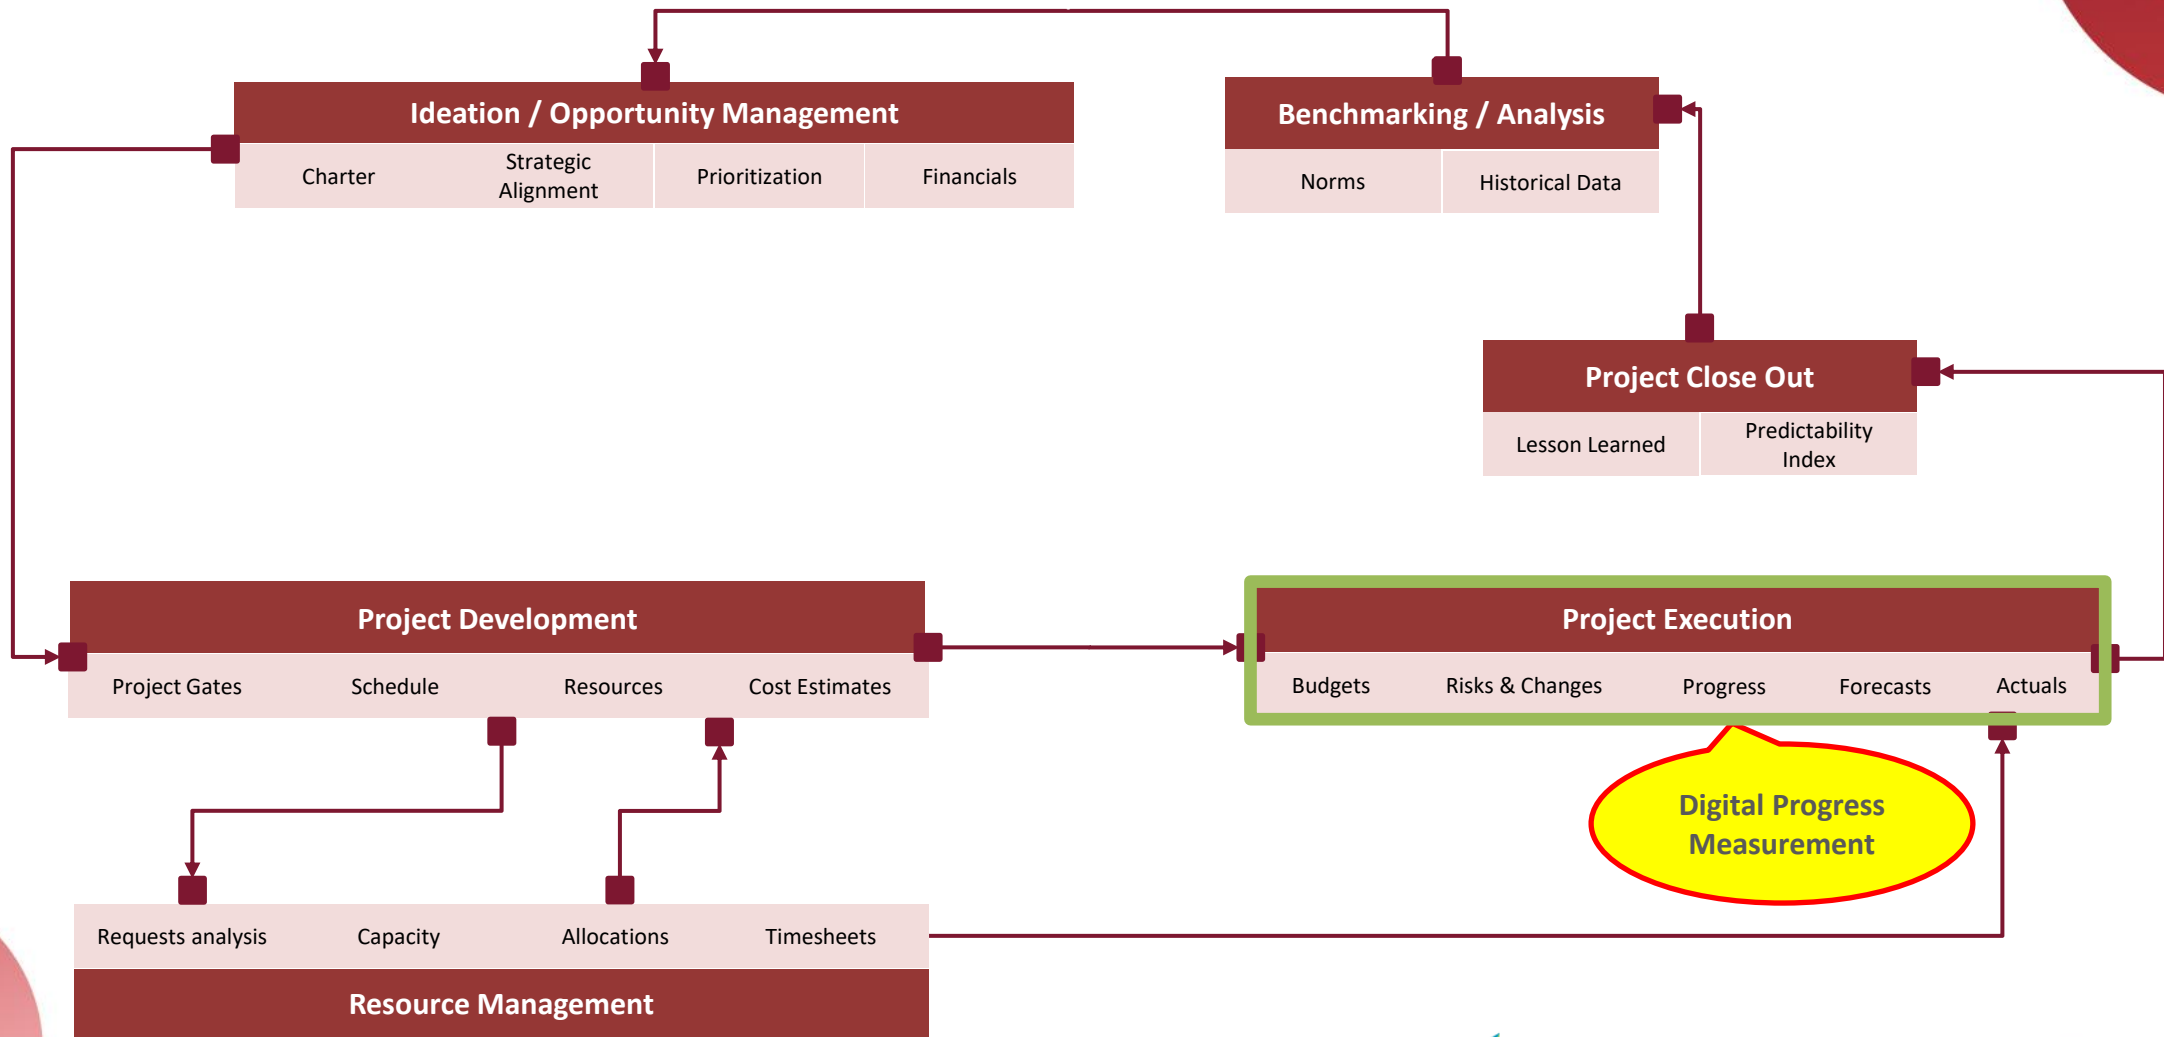 Ideation / Opportunity Management
Charter
Strategic
Alignment
Prioritization
Financials
Benchmarking / Analysis
Norms
Historical Data
Project Close Out
Lesson Learned
Predictability
Index
Project Development
Project Gates
Schedule
Resources
Cost Estimates
Project Execution
Budgets
Risks & Changes
Progress
Forecasts
Actuals
Digital Progress
Measurement
Requests analysis
Capacity
Allocations
Timesheets
Resource Management